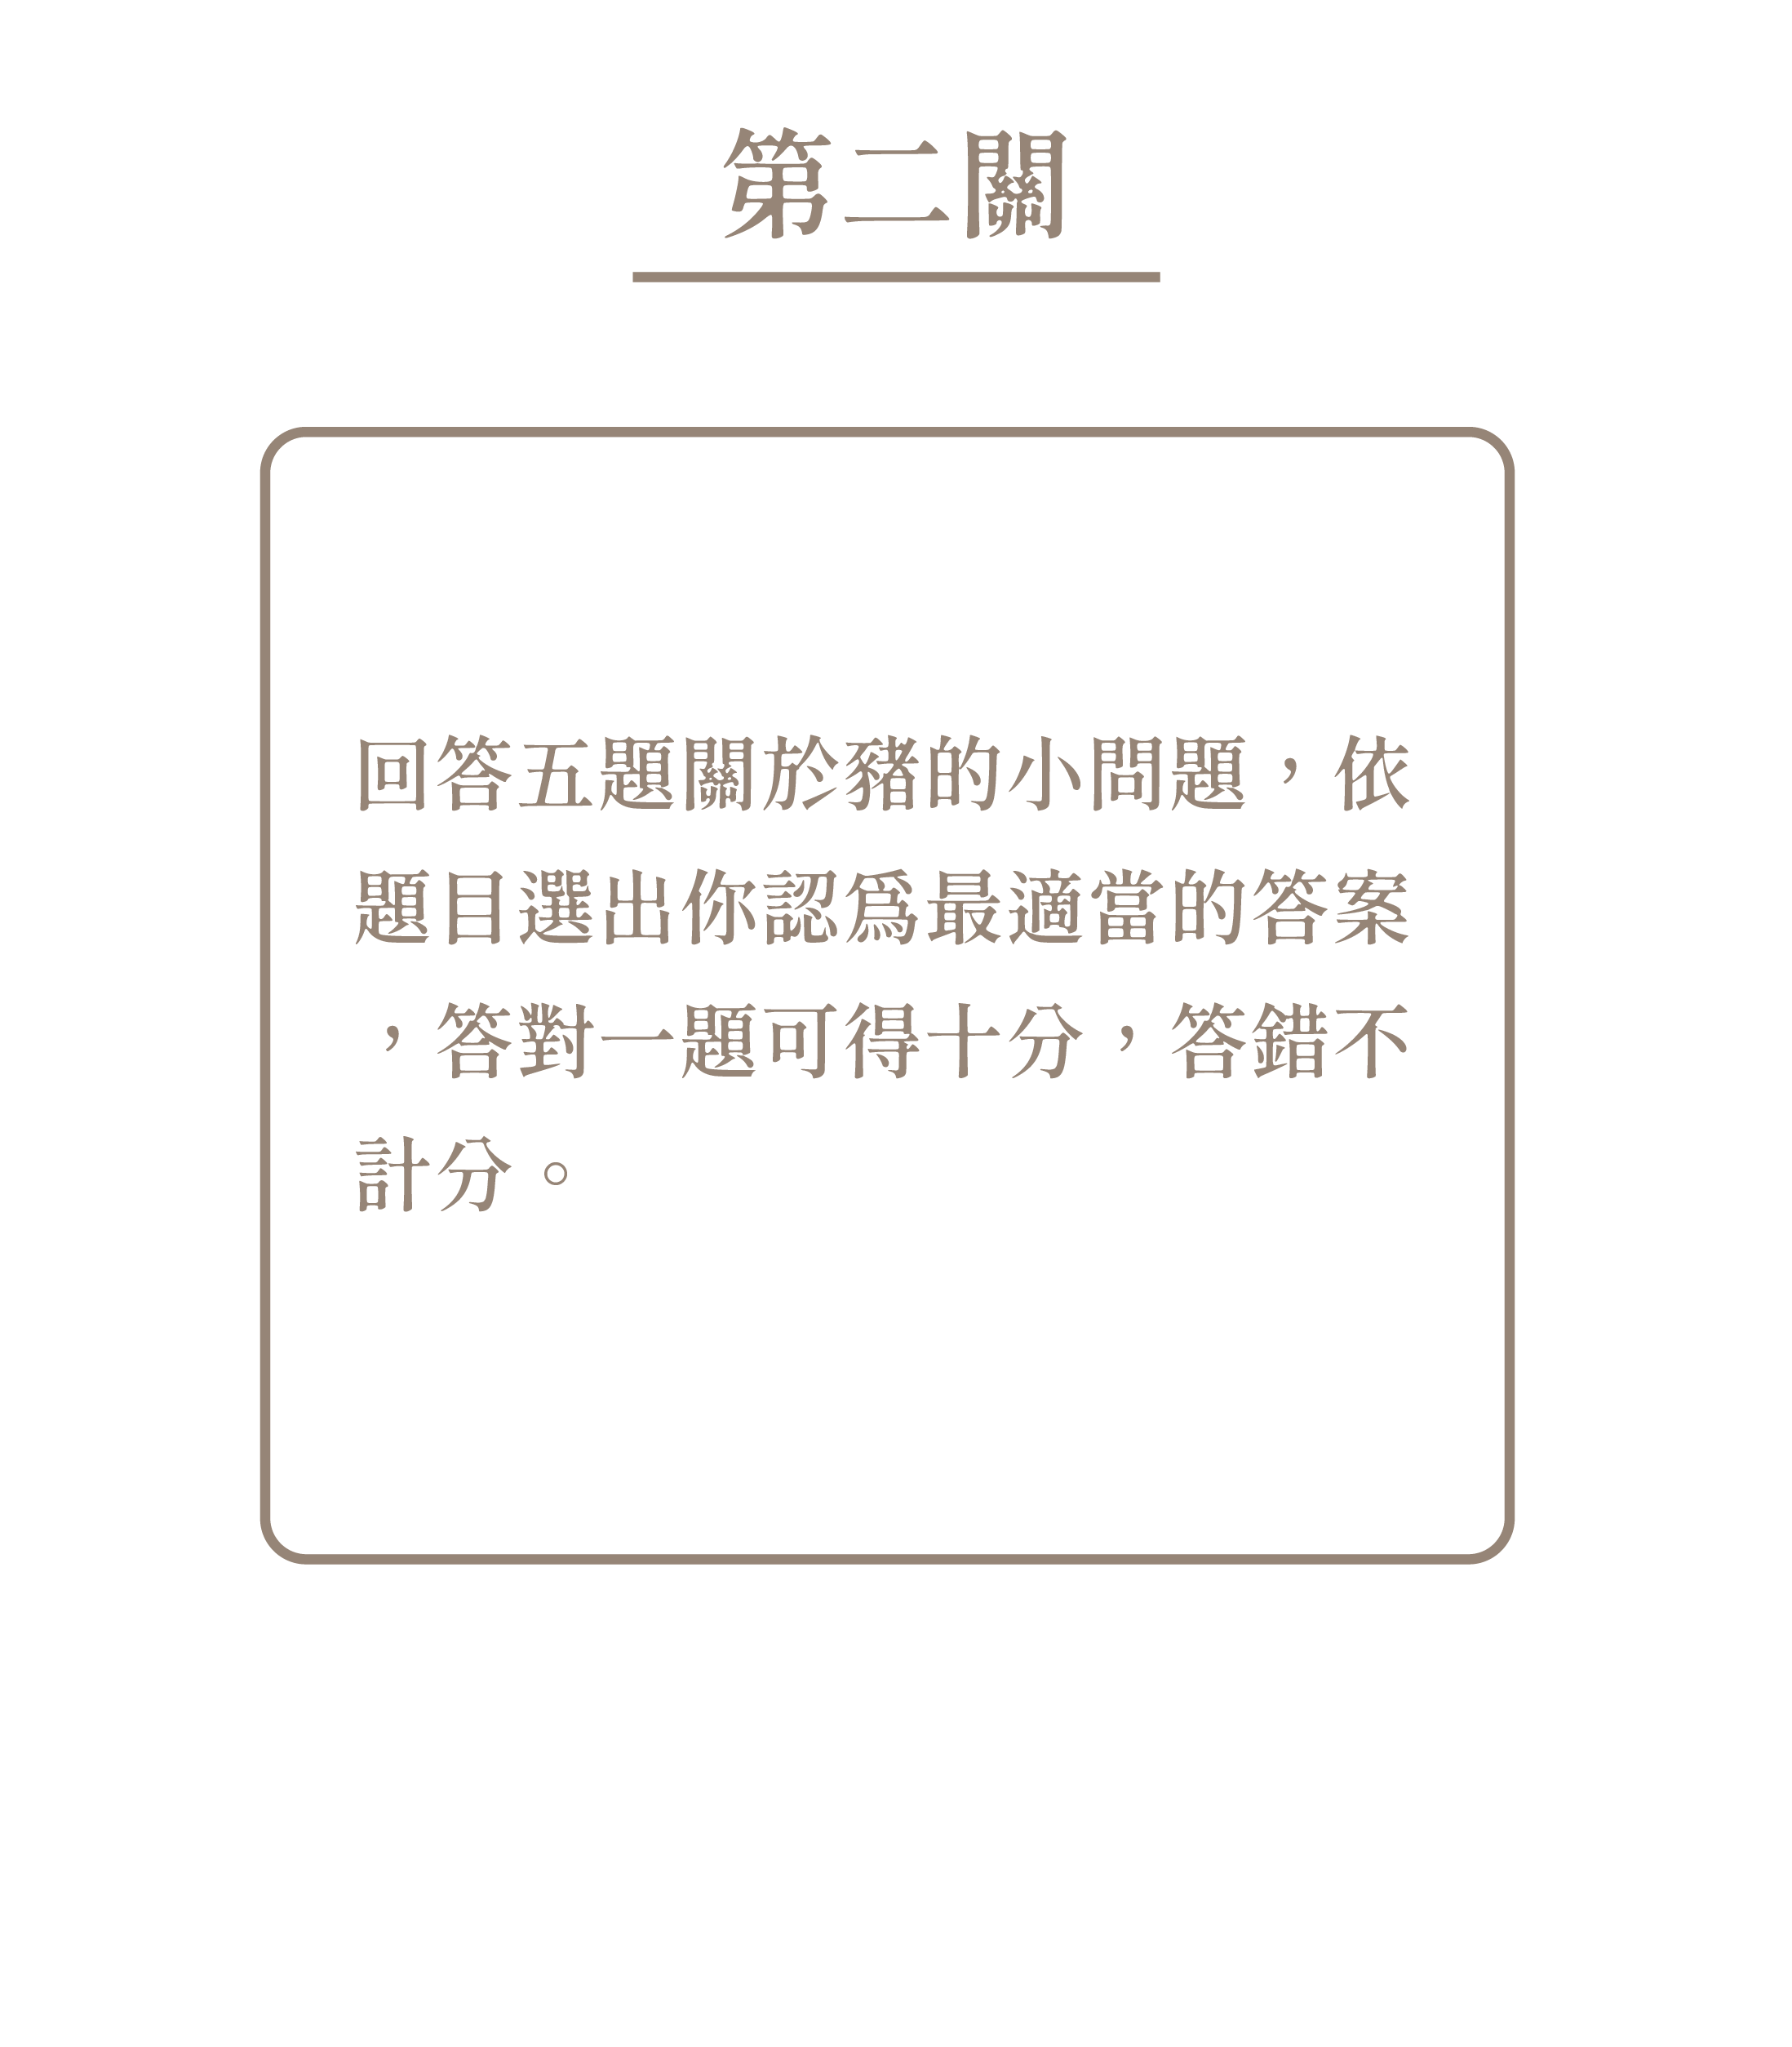 第二關
回答五題關於豬的小問題，依
題目選出你認為最適當的答案
，答對一題可得十分，答錯不
計分。